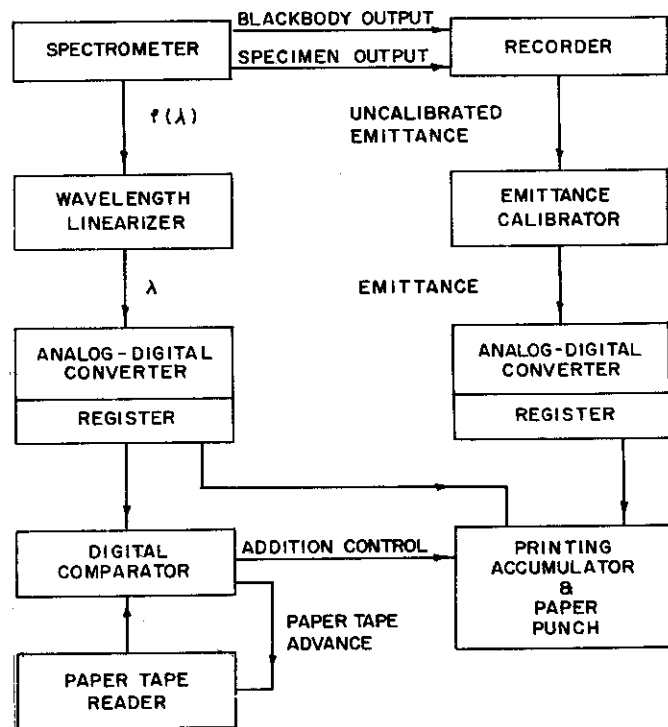 BLACKBODY OUTPUT
SPECTROMETER
RECORDER
SPECIMEN OUTPUT
f(λ)
UNCALIBRATED
EMITTANCE
WAVELENGTH
LINEARIZER
EMITTANCE
CALIBRATOR
λ
EMITTANCE
ANALOG-DIGITAL
CONVERTER
REGISTER
ANALOG-DIGITAL
CONVERTER
REGISTER
DIGITAL
COMPARATOR
ADDITION CONTROL
PRINTING
ACCUMULATOR
&
PAPER
PUNCH
PAPER TAPE
ADVANCE
PAPER TAPE
READER